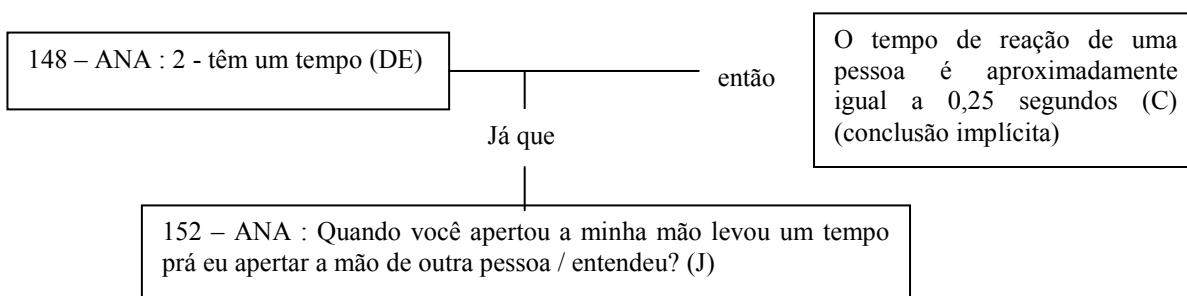 148 – ANA : 2 - têm um tempo (DE)
então
O tempo de reação de uma
pessoa é aproximadamente
igual a 0,25 segundos (C)
(conclusão implícita)
Já que
152 – ANA : Quando você apertou a minha mão levou um tempo
prá eu apertar a mão de outra pessoa / entendeu? (J)